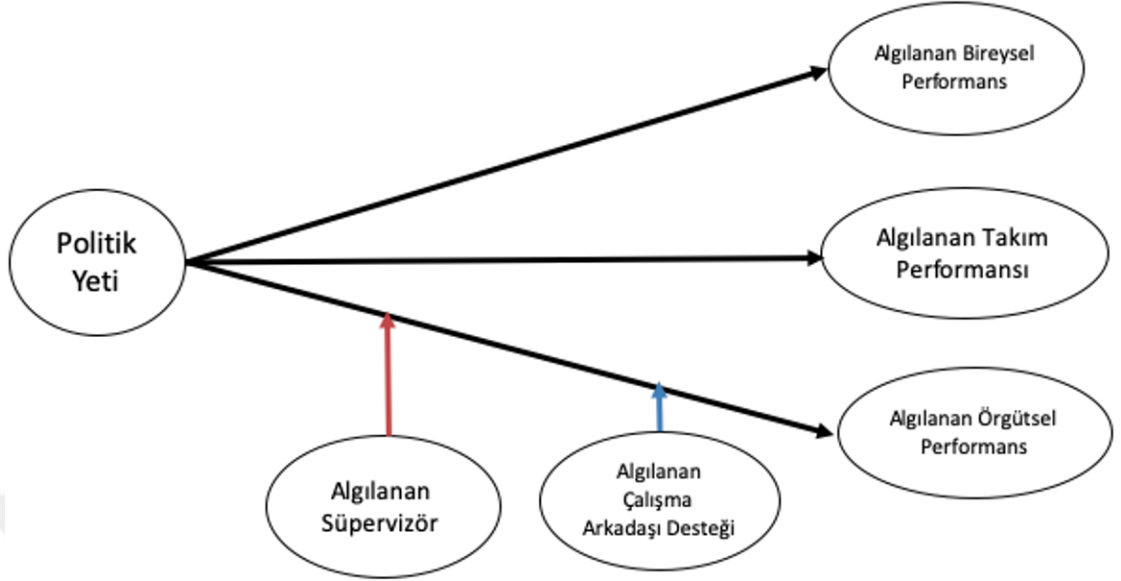 Algılanan Bireysel
Performans
Politik
Yeti
Algılanan Takım
Performansı
Algılanan Örgütsel
Performans
Algılanan
Süpervizör
Algılanan
Çalışma
Arkadaşı Desteği